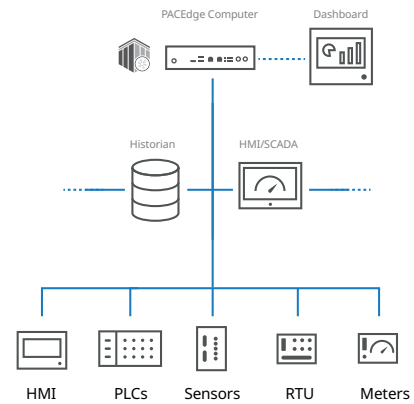 PACEdge Computer
Dashboard
Historian
HMI/SCADA
HMI
PLCs
Sensors
RTU
Meters